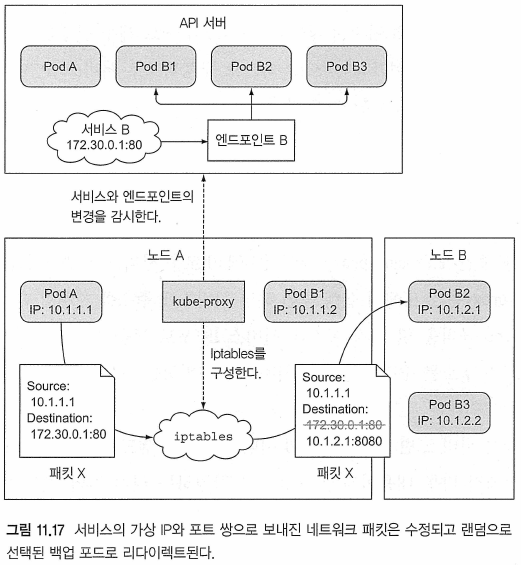 API 서버
Pod A
Pod B1
Pod B2
Pod B3
서비스 B
172.30.0.1:80
엔드포인트 B
서비스와 엔드포인트의
변경을 감시한다.
노드 A
노드 B
Pod A
IP: 10.1.1.1
kube-proxy
Pod B1
IP: 10.1.1.2
Pod B2
IP: 10.1.2.1
Iptables를
구성한다.
Source:
10.1.1.1
Destination:
172.30.0.1:80
패킷 X
iptables
Source:
10.1.1.1
Destination:
172.30.0.1:80
10.1.2.1:8080
패킷 X
Pod B3
IP: 10.1.2.2
그림 11.17 서비스의 가상 IP와 포트 쌍으로 보내진 네트워크 패킷은 수정되고 랜덤으로
선택된 백업 포드로 리다이렉트된다.